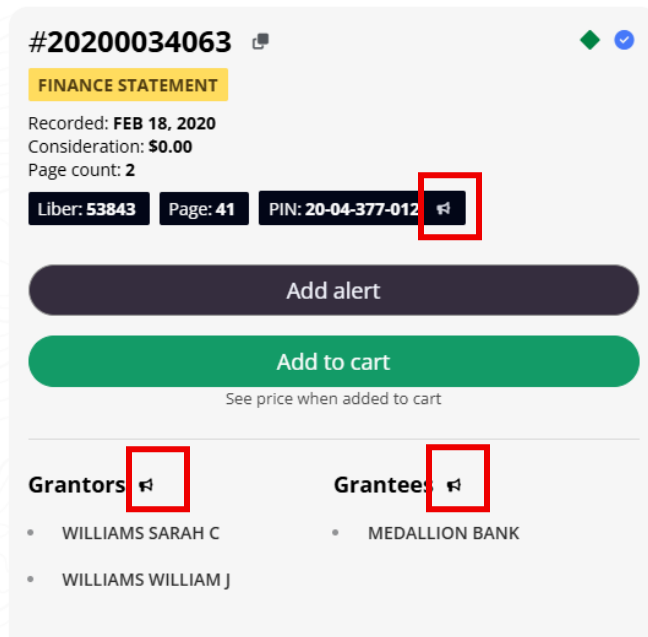 #20200034063
FINANCE STATEMENT
Recorded: FEB 18, 2020
Consideration: $0.00
Page count: 2
Liber: 53843 Page: 41 PIN: 20-04-377-012
Add alert
Add to cart
See price when added to cart
Grantors Grantees
WILLIAMS SARAH C MEDALLION BANK
WILLIAMS WILLIAM J